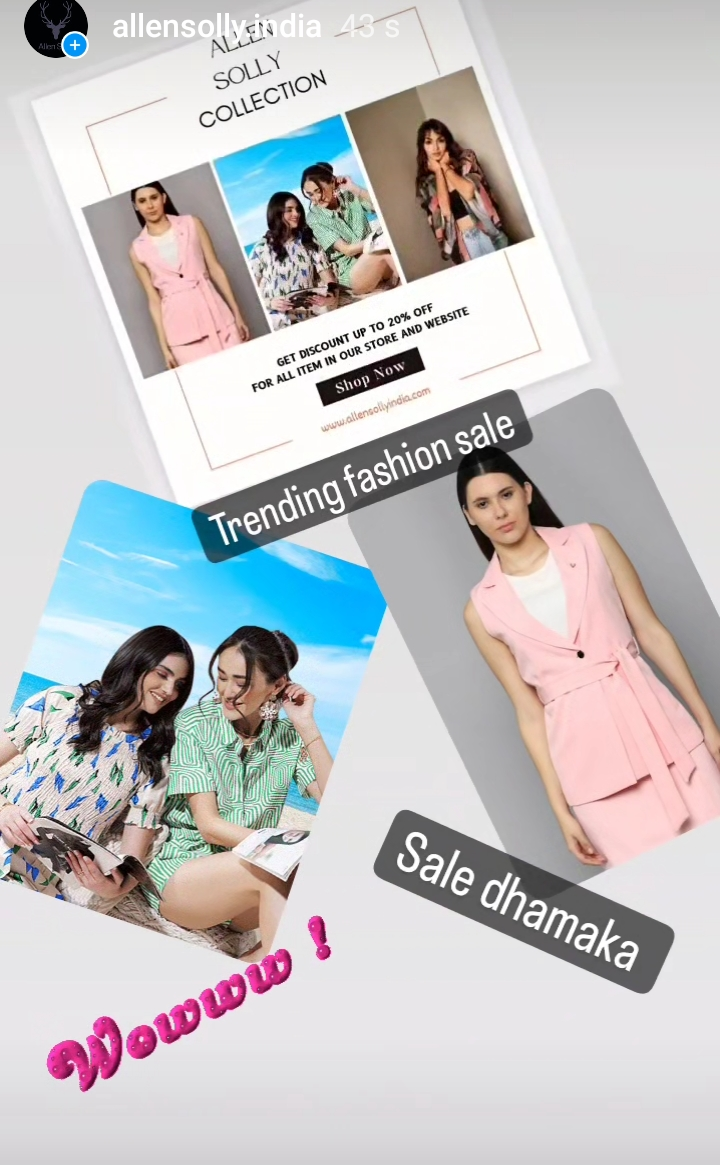 allensolly.india 43 s
ALLEN
SOLLY
COLLECTION
GET DISCOUNT UP TO 20% OFF
FOR ALL ITEM IN OUR STORE AND WEBSITE
Shop Now
www.allensollyindia.com
Trending fashion sale
Sale dhamaka
Wowww !